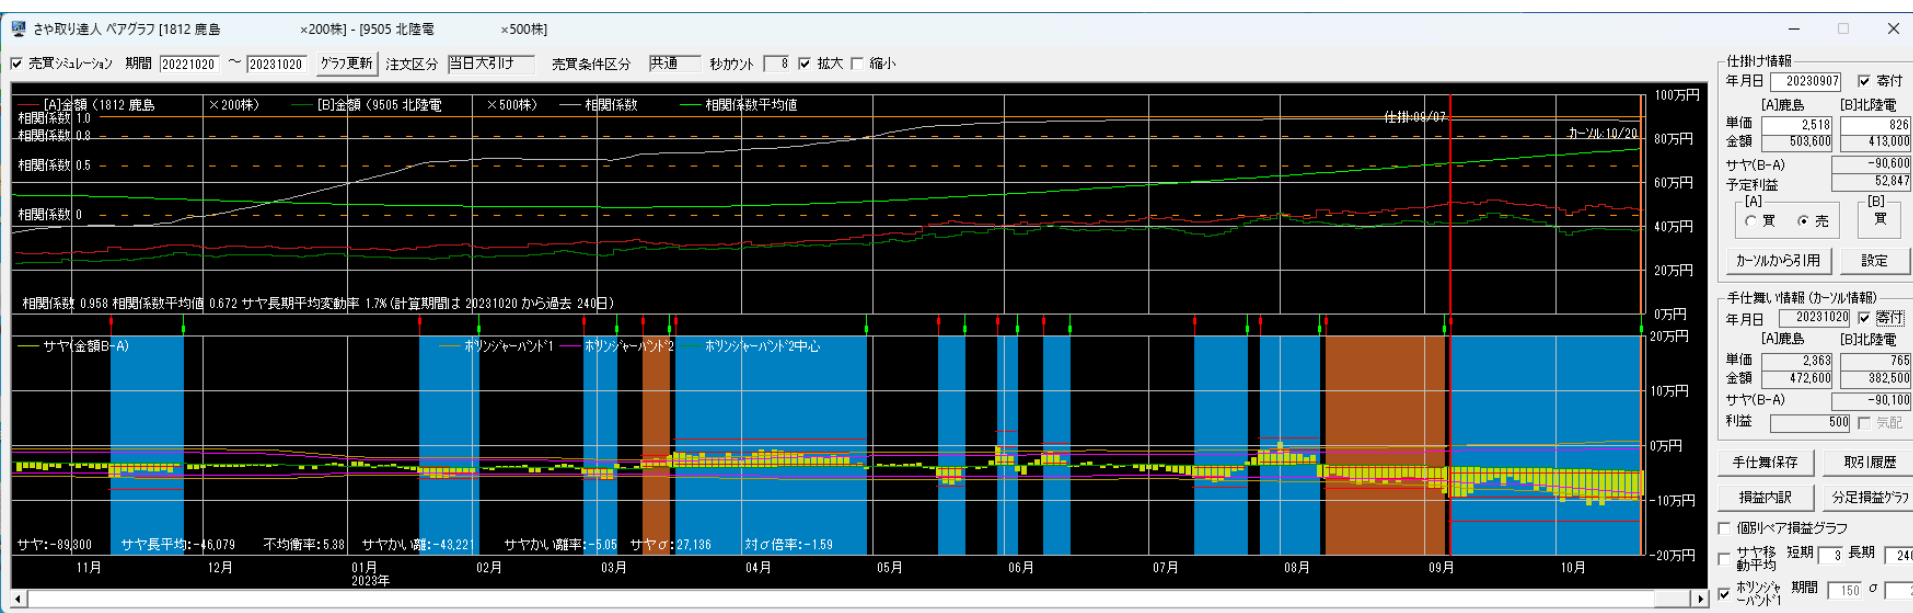 さや取り達人 ペアグラフ [1812 鹿島 ×200株] - [9505 北陸電 ×500株]
売買シミュレーション 期間 20221020 ～ 20231020 グラフ更新 注文区分 当日大引け 売買条件区分 共通 秒カウント 8 拡大 縮小
[A]金額 (1812 鹿島 ×200株) [B]金額 (9505 北陸電 ×500株) 相関係数 相関係数平均値
相関係数 1.0
相関係数 0.8
相関係数 0.5
相関係数 0
仕掛:09/07
カーソル:10/20
100万円
80万円
60万円
40万円
20万円
0万円
相関係数 0.958 相関係数平均値 0.672 サヤ長期平均変動率 1.7% (計算期間は 20231020 から過去 240日)
サヤ(金額B-A) ボリンジャーバンド1 ボリンジャーバンド2 ボリンジャーバンド2中心
20万円
10万円
0万円
-10万円
-20万円
サヤ:-89,300 サヤ長平均:-46,079 不均衡率:5.38 サヤかい離:-43,221 サヤかい離率:-5.05 サヤσ:27,136 対σ倍率:-1.59
11月 12月 01月 02月 03月 04月 05月 06月 07月 08月 09月 10月
2023年
仕掛け情報
年月日 20230907 寄付
[A]鹿島 [B]北陸電
単価 2,518 826
金額 503,600 413,000
サヤ(B-A) -90,600
予定利益 52,847
[A] [B]
買 売 買
カーソルから引用 設定
手仕舞い情報 (カーソル情報)
年月日 20231020 寄付
[A]鹿島 [B]北陸電
単価 2,363 765
金額 472,600 382,500
サヤ(B-A) -90,100
利益 500 気配
手仕舞保存 取引履歴
損益内訳 分足損益グラフ
個別ペア損益グラフ
サヤ移動平均 短期 3 長期 240
ボリンジャーバンド1 期間 150 σ 2